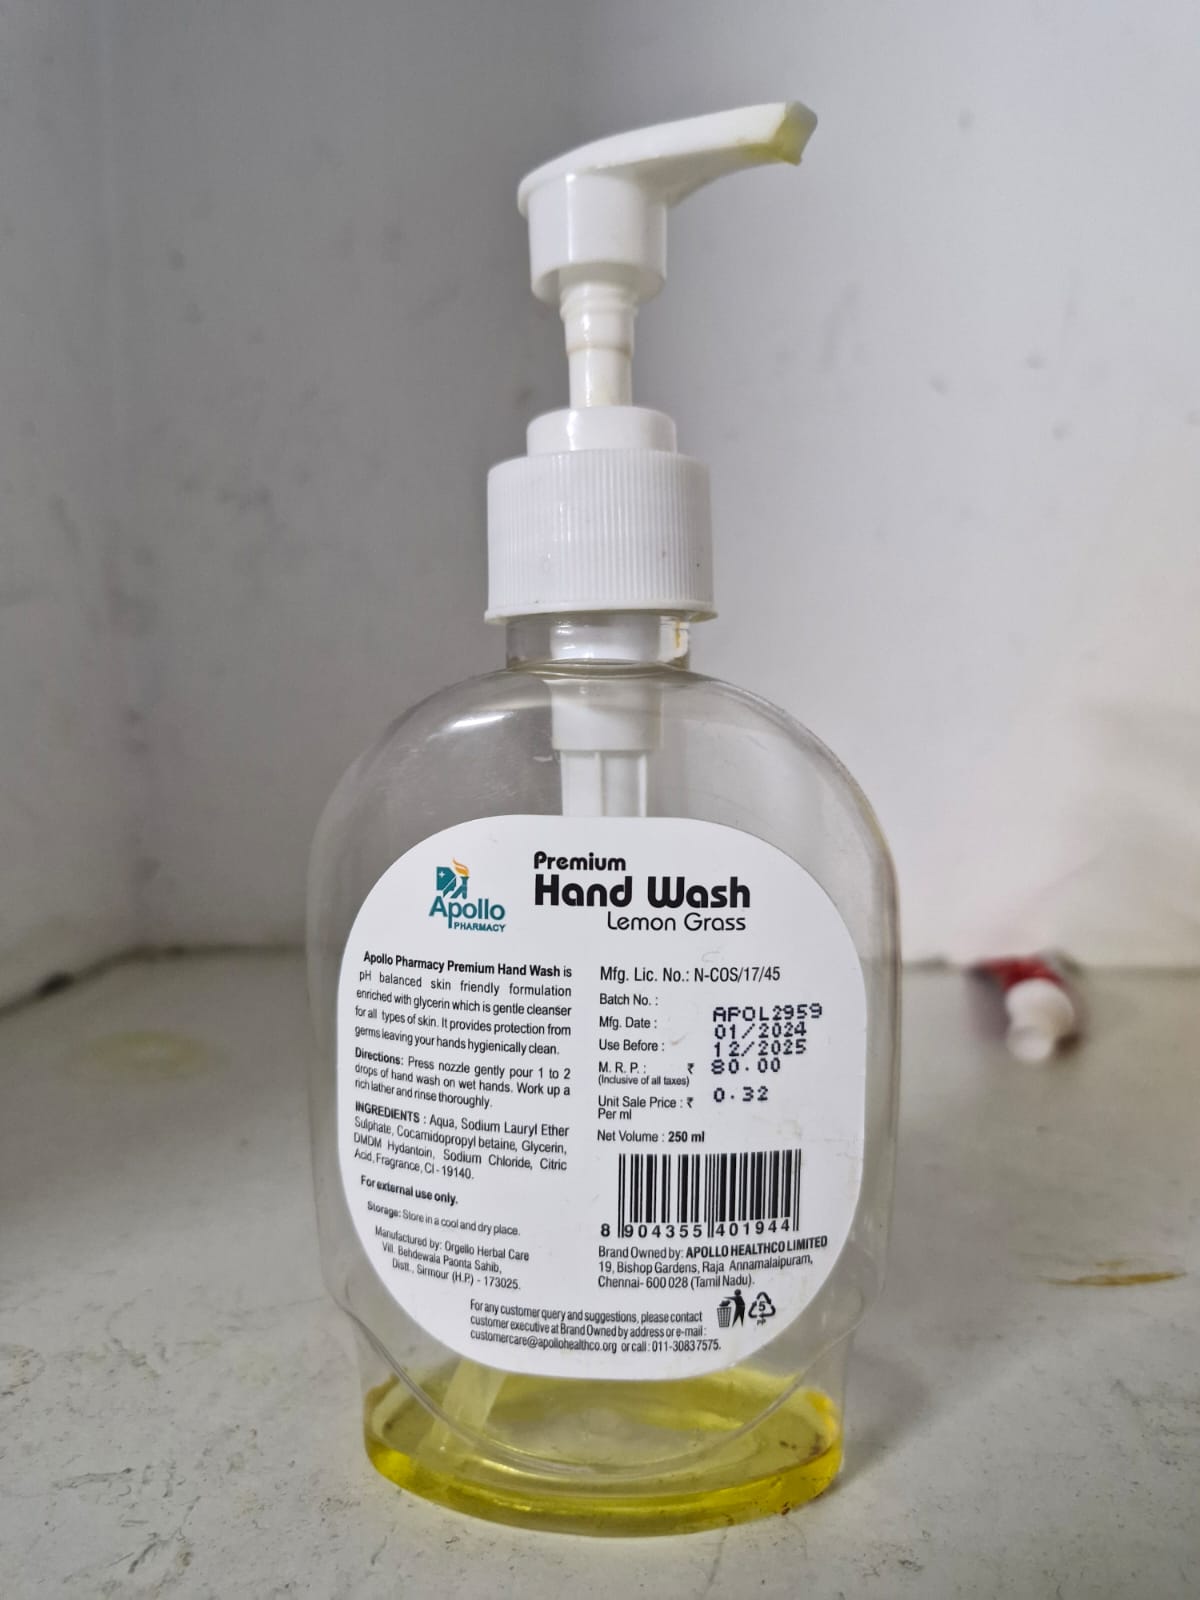 Apollo
PHARMACY
Premium
Hand Wash
Lemon Grass
Apollo Pharmacy Premium Hand Wash is
pH balanced skin friendly formulation
enriched with glycerin which is gentle cleanser
for all types of skin. It provides protection from
germs leaving your hands hygienically clean.
Directions: Press nozzle gently pour 1 to 2
drops of hand wash on wet hands. Work up a
rich lather and rinse thoroughly.
INGREDIENTS : Aqua, Sodium Lauryl Ether
Sulphate, Cocamidopropyl betaine, Glycerin,
DMDM Hydantoin, Sodium Chloride, Citric
Acid, Fragrance, CI - 19140.
For external use only.
Storage: Store in a cool and dry place.
Manufactured by: Orgello Herbal Care
Vill. Behdewala Paonta Sahib,
Distt., Sirmour (H.P.) - 173025.
Mfg. Lic. No.: N-COS/17/45
Batch No. : APOL2959
Mfg. Date : 01/2024
Use Before : 12/2025
M. R. P. : ₹ 80.00
(Inclusive of all taxes)
Unit Sale Price : ₹ 0.32
Per ml
Net Volume : 250 ml
8 904355 401944
Brand Owned by: APOLLO HEALTHCO LIMITED
19, Bishop Gardens, Raja Annamalaipuram,
Chennai- 600 028 (Tamil Nadu).
For any customer query and suggestions, please contact
customer executive at Brand Owned by address or e-mail :
customercare@apollohealthco.org or call : 011-30837575.
5